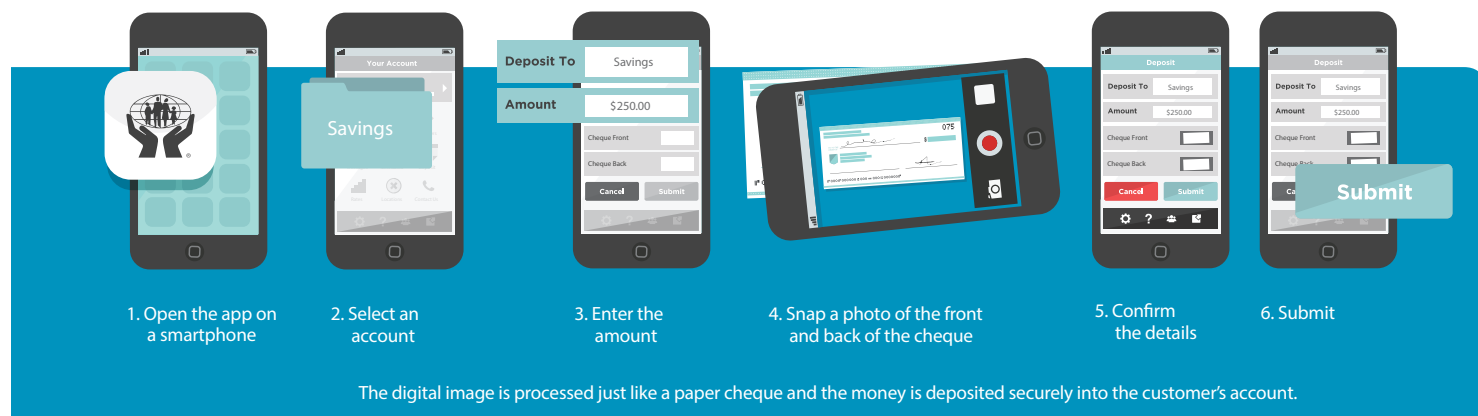 Your Account
Savings
Deposit To
Savings
Amount
$250.00
Cheque Front
Cheque Back
Cancel
Submit
?
075
$
Deposit
Deposit To
Savings
Amount
$250.00
Cheque Front
Cheque Back
Cancel
Submit
?
Deposit
Deposit To
Savings
Amount
$250.00
Cheque Front
Submit
?
1. Open the app on
a smartphone
2. Select an
account
3. Enter the
amount
4. Snap a photo of the front
and back of the cheque
5. Confirm
the details
6. Submit
The digital image is processed just like a paper cheque and the money is deposited securely into the customer's account.